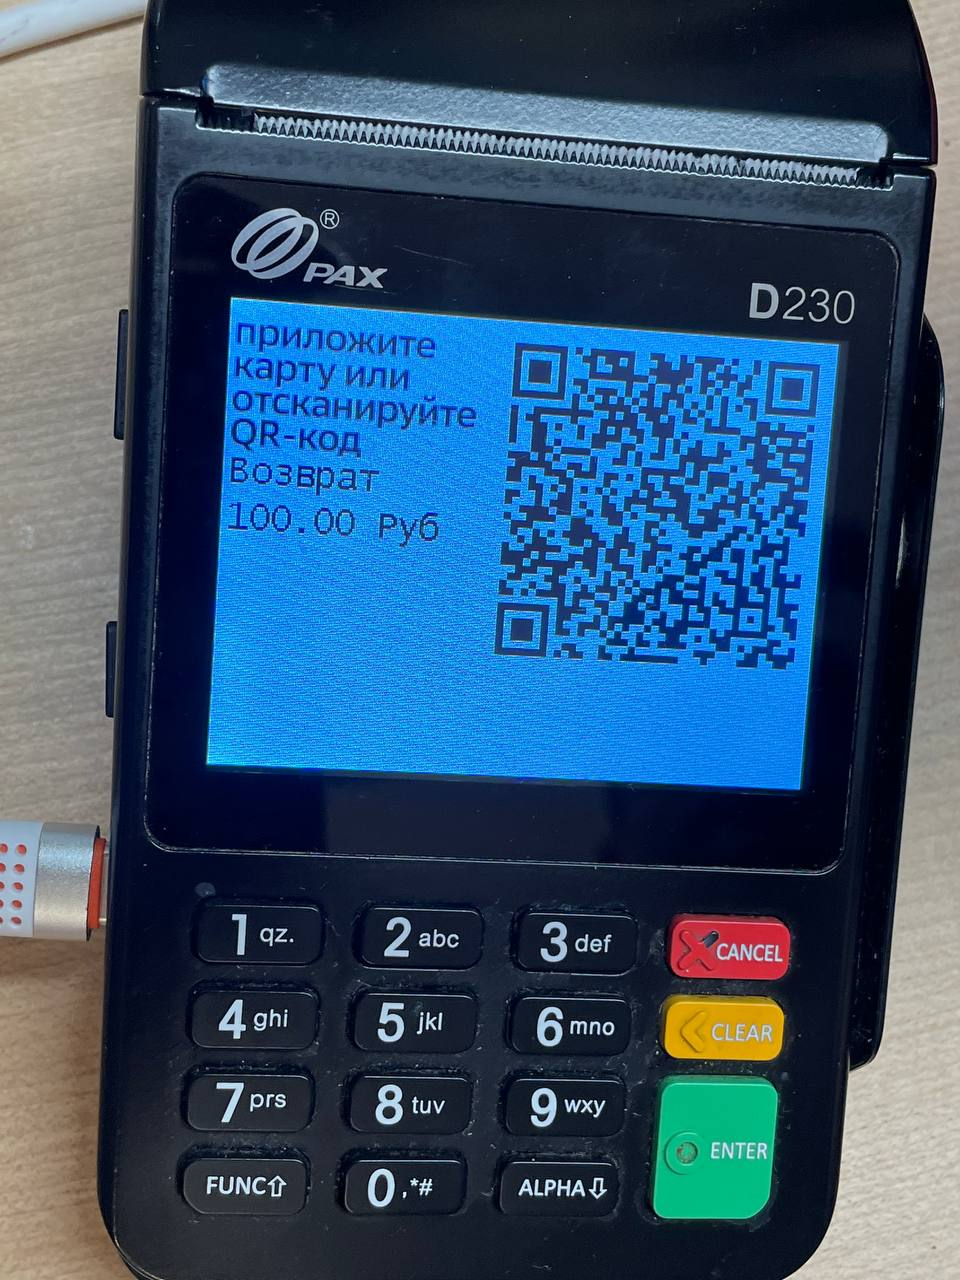 ®
PAX
D230
приложите
карту или
отсканируйте
QR-код
Возврат
100.00 Руб
1 qz.
2 abc
3 def
CANCEL
4 ghi
5 jkl
6 mno
CLEAR
7 prs
8 tuv
9 wxy
ENTER
FUNC⇧
0 ,*#
ALPHA⇩